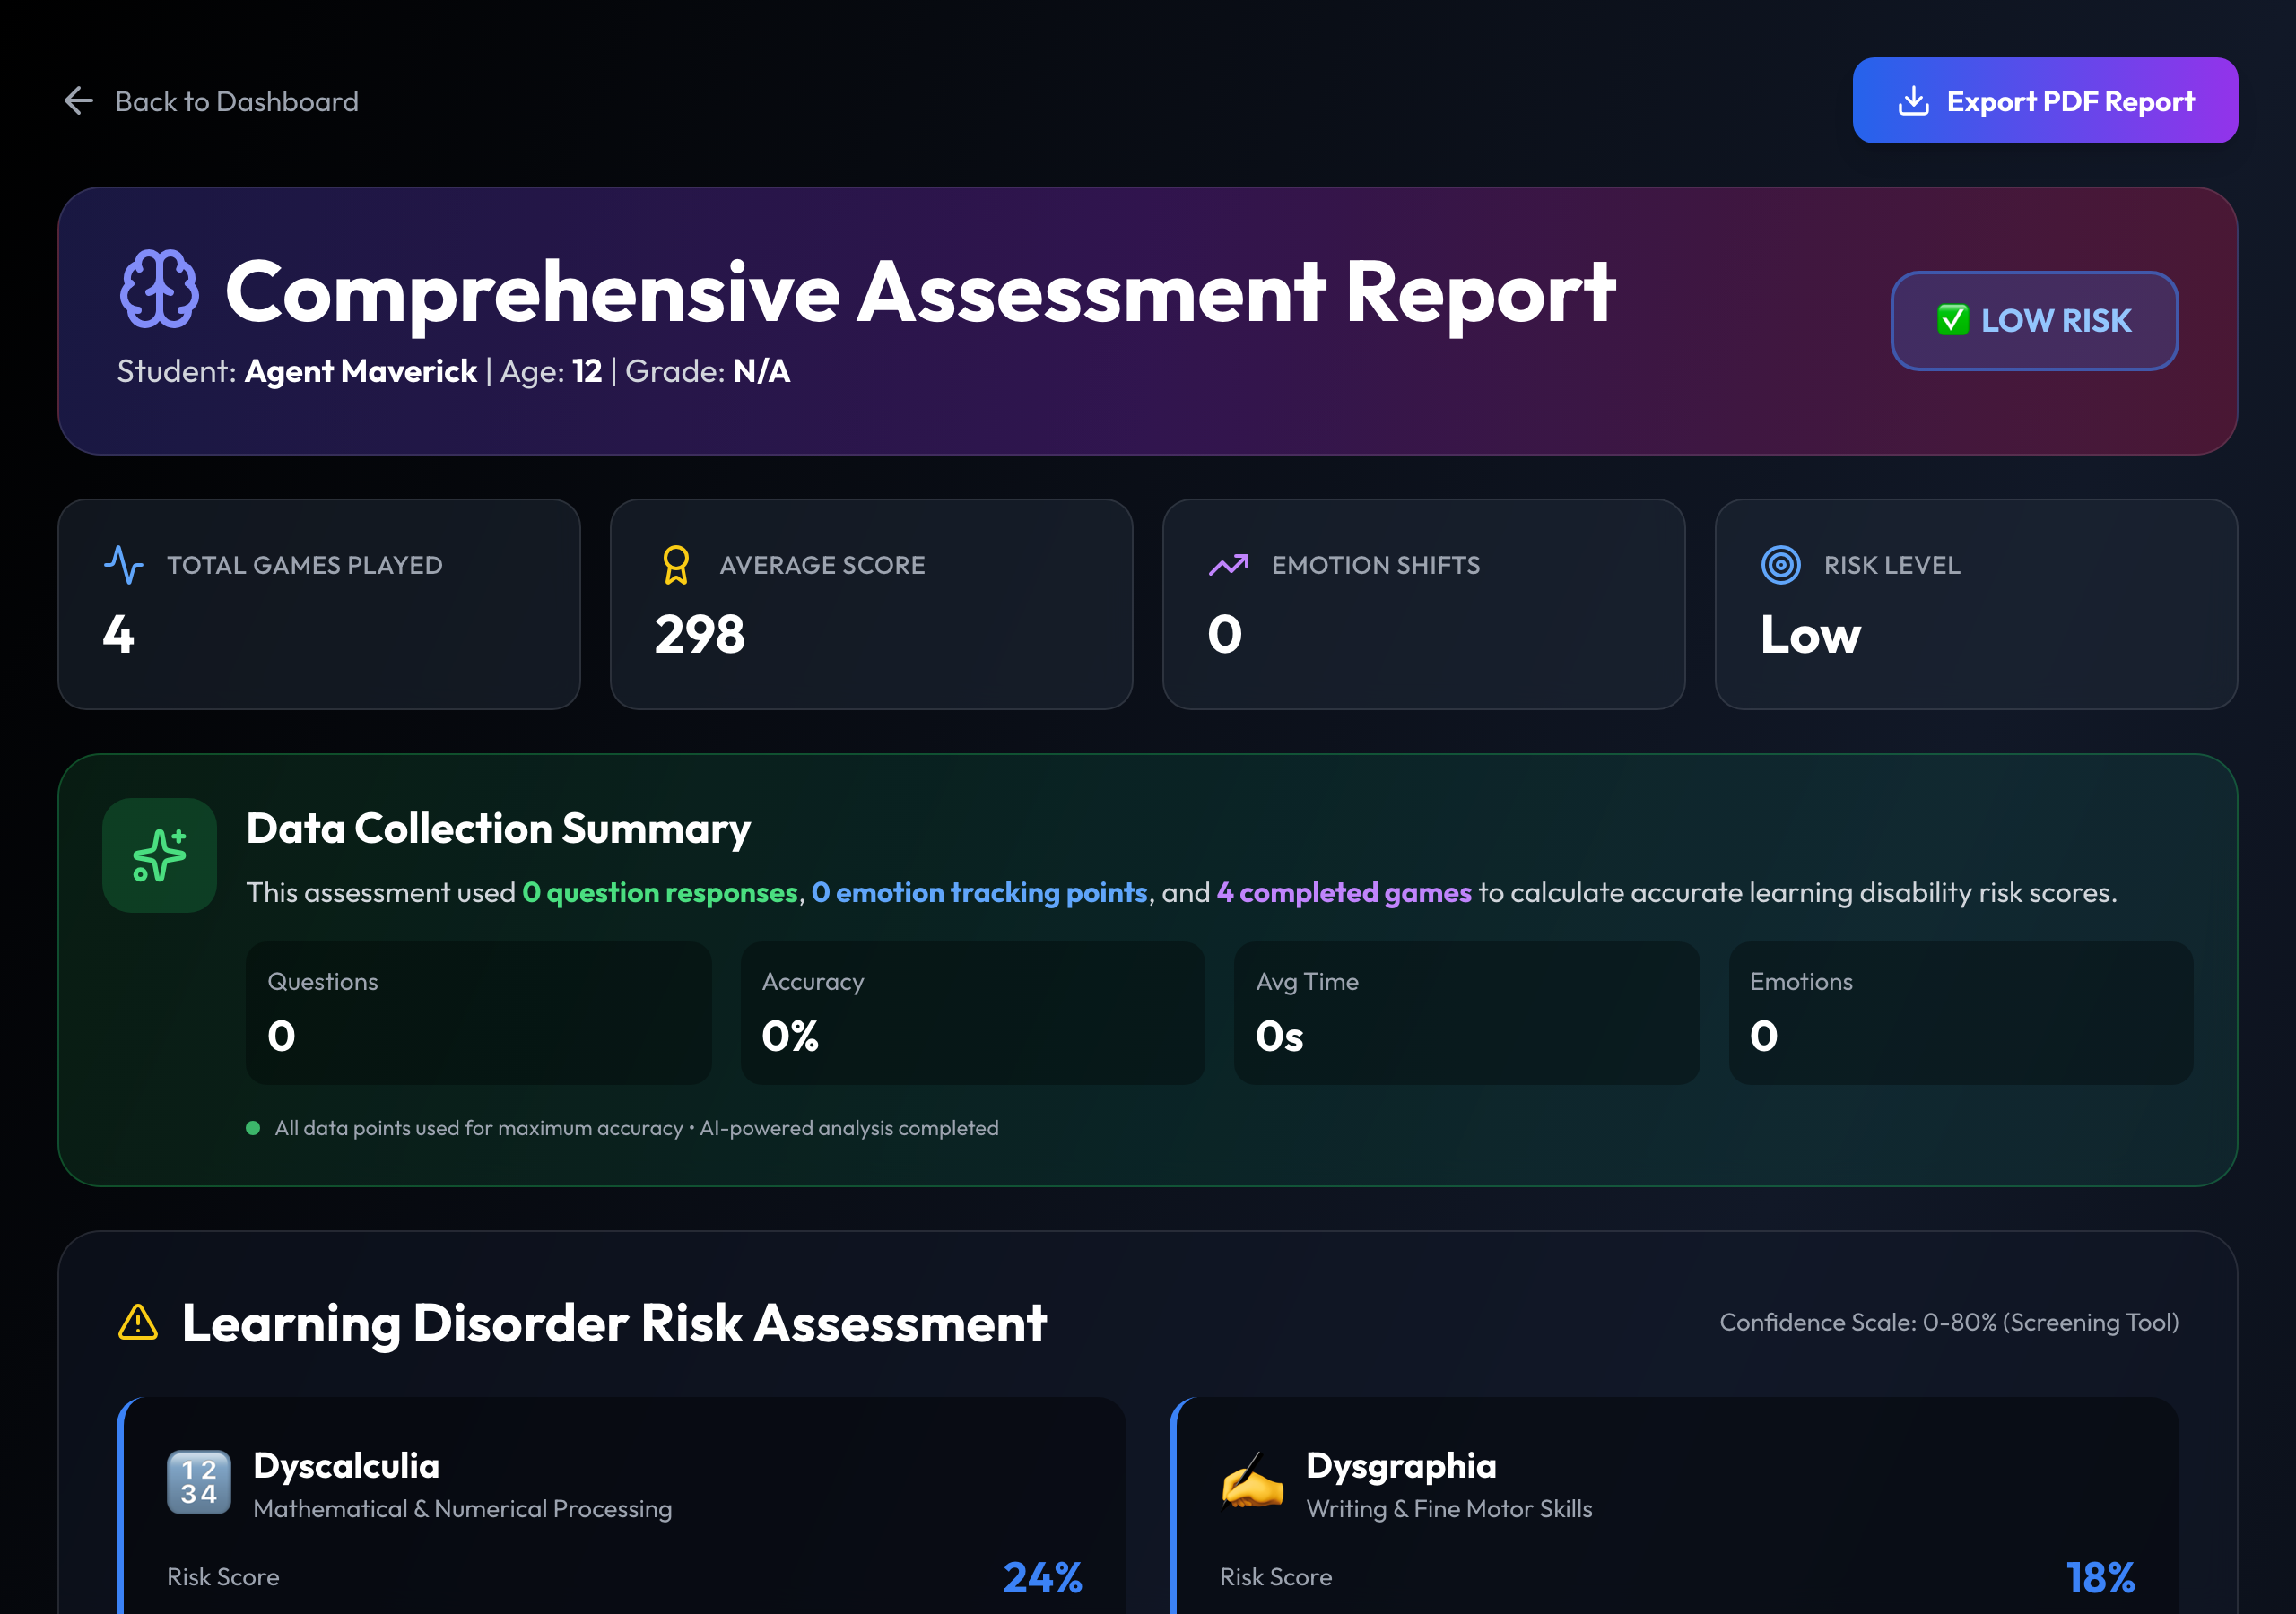 Back to Dashboard
Export PDF Report
Comprehensive Assessment Report
Student: Agent Maverick | Age: 12 | Grade: N/A
✅ LOW RISK
TOTAL GAMES PLAYED
4
AVERAGE SCORE
298
EMOTION SHIFTS
0
RISK LEVEL
Low
Data Collection Summary
This assessment used 0 question responses, 0 emotion tracking points, and 4 completed games to calculate accurate learning disability risk scores.
Questions
0
Accuracy
0%
Avg Time
0s
Emotions
0
All data points used for maximum accuracy • AI-powered analysis completed
Learning Disorder Risk Assessment
Confidence Scale: 0-80% (Screening Tool)
🔢 Dyscalculia
Mathematical & Numerical Processing
Risk Score 24%
✍️ Dysgraphia
Writing & Fine Motor Skills
Risk Score 18%